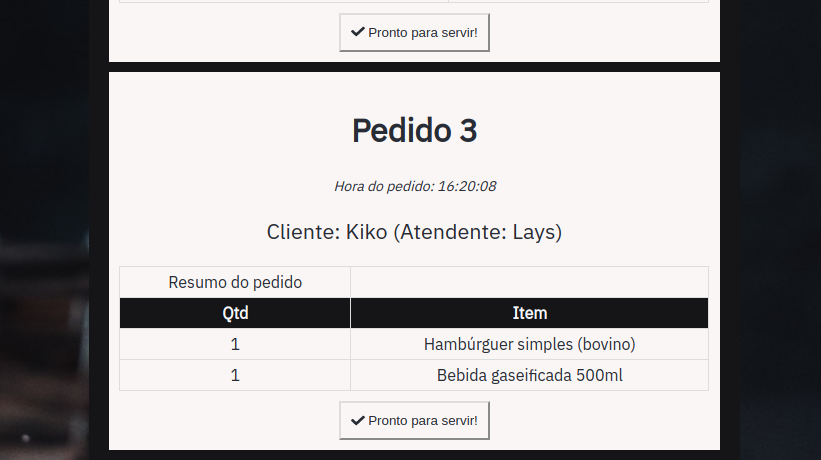 ✔ Pronto para servir!
Pedido 3
Hora do pedido: 16:20:08
Cliente: Kiko (Atendente: Lays)
Resumo do pedido
Qtd Item
1 Hambúrguer simples (bovino)
1 Bebida gaseificada 500ml
✔ Pronto para servir!